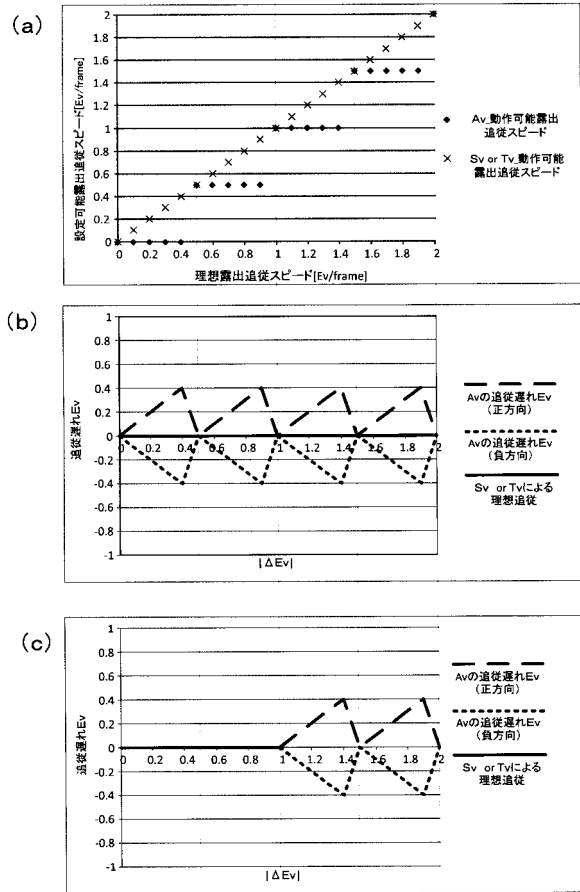 (a)
設定可能露出追従スピード[Ev/frame]
2
1.8
1.6
1.4
1.2
1
0.8
0.6
0.4
0.2
0
0 0.2 0.4 0.6 0.8 1 1.2 1.4 1.6 1.8 2
理想露出追従スピード[Ev/frame]
Av_動作可能露出
追従スピード
Sv or Tv_動作可能
露出追従スピード
(b)
追従遅れEv
1
0.8
0.6
0.4
0.2
0
-0.2
-0.4
-0.6
-0.8
-1
0 0.2 0.4 0.6 0.8 1 1.2 1.4 1.6 1.8 2
|ΔEv|
Avの追従遅れEv
(正方向)
Avの追従遅れEv
(負方向)
Sv or Tvによる
理想追従
(c)
追従遅れEv
1
0.8
0.6
0.4
0.2
0
-0.2
-0.4
-0.6
-0.8
-1
0 0.2 0.4 0.6 0.8 1 1.2 1.4 1.6 1.8 2
|ΔEv|
Avの追従遅れEv
(正方向)
Avの追従遅れEv
(負方向)
Sv or Tvによる
理想追従